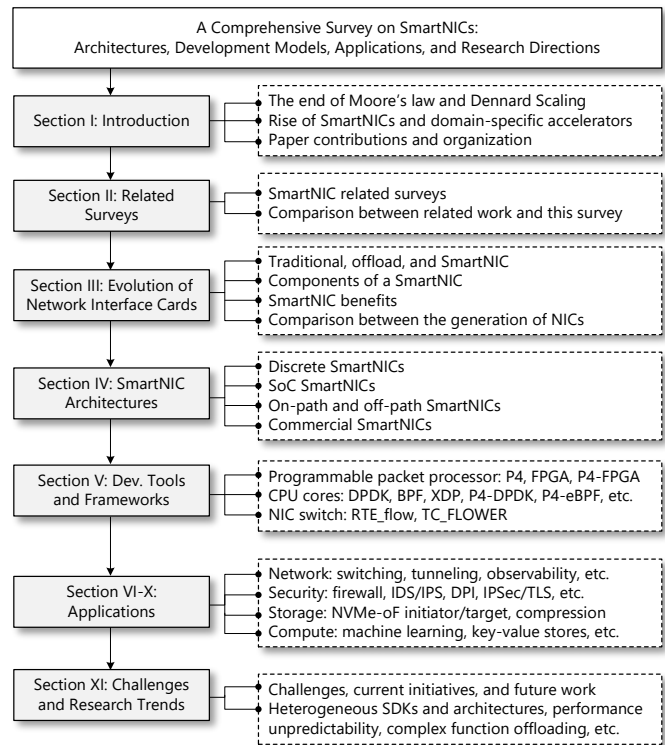 A Comprehensive Survey on SmartNICs:
Architectures, Development Models, Applications, and Research Directions
Section I: Introduction
The end of Moore's law and Dennard Scaling
Rise of SmartNICs and domain-specific accelerators
Paper contributions and organization
Section II: Related
Surveys
SmartNIC related surveys
Comparison between related work and this survey
Section III: Evolution of
Network Interface Cards
Traditional, offload, and SmartNIC
Components of a SmartNIC
SmartNIC benefits
Comparison between the generation of NICs
Section IV: SmartNIC
Architectures
Discrete SmartNICs
SoC SmartNICs
On-path and off-path SmartNICs
Commercial SmartNICs
Section V: Dev. Tools
and Frameworks
Programmable packet processor: P4, FPGA, P4-FPGA
CPU cores: DPDK, BPF, XDP, P4-DPDK, P4-eBPF, etc.
NIC switch: RTE_flow, TC_FLOWER
Section VI-X:
Applications
Network: switching, tunneling, observability, etc.
Security: firewall, IDS/IPS, DPI, IPSec/TLS, etc.
Storage: NVMe-oF initiator/target, compression
Compute: machine learning, key-value stores, etc.
Section XI: Challenges
and Research Trends
Challenges, current initiatives, and future work
Heterogeneous SDKs and architectures, performance
unpredictability, complex function offloading, etc.